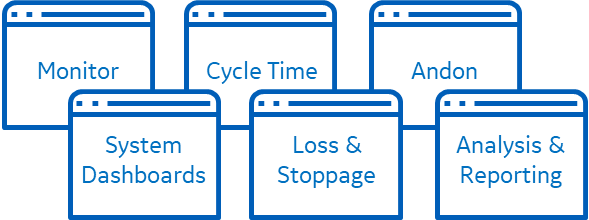 Monitor
Cycle Time
Andon
System
Dashboards
Loss &
Stoppage
Analysis &
Reporting